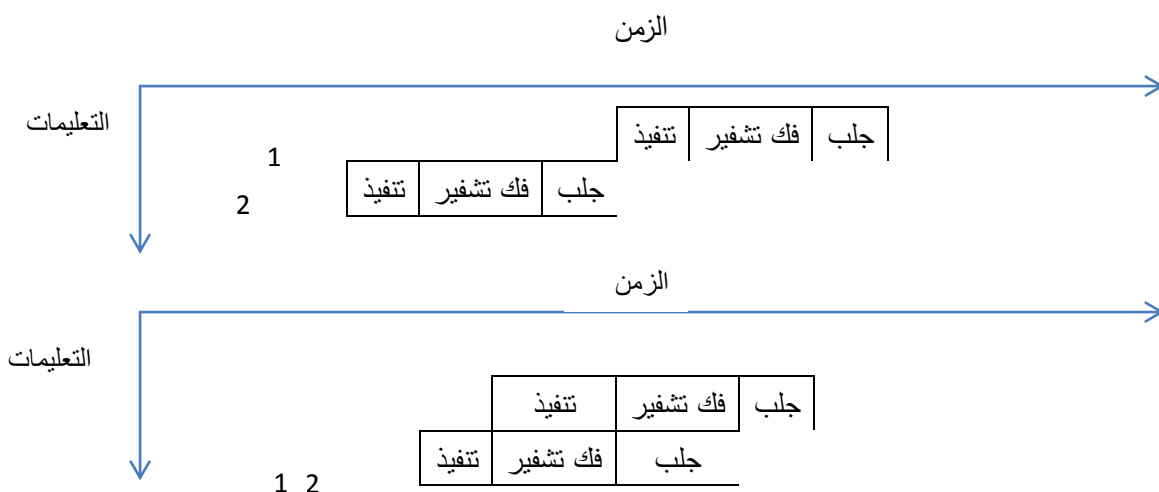 الزمن
التعليمات
جلب فك تشفير تنفيذ
1
جلب فك تشفير تنفيذ
2
الزمن
التعليمات
جلب فك تشفير تنفيذ
جلب فك تشفير تنفيذ
1 2